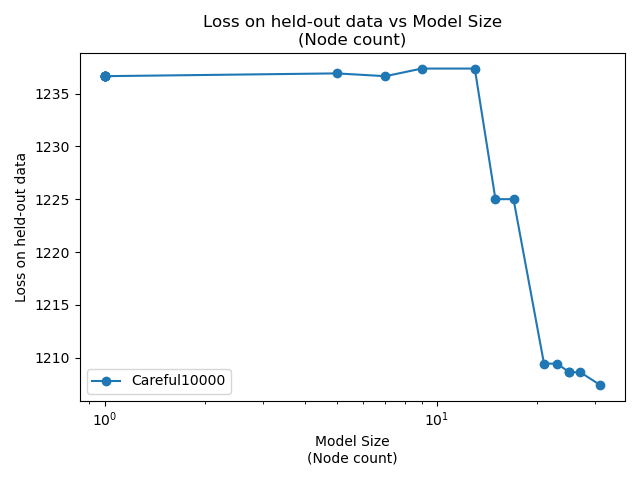 Loss on held-out data vs Model Size
(Node count)
Loss on held-out data
1235
1230
1225
1220
1215
1210
Careful10000
10⁰
10¹
Model Size
(Node count)